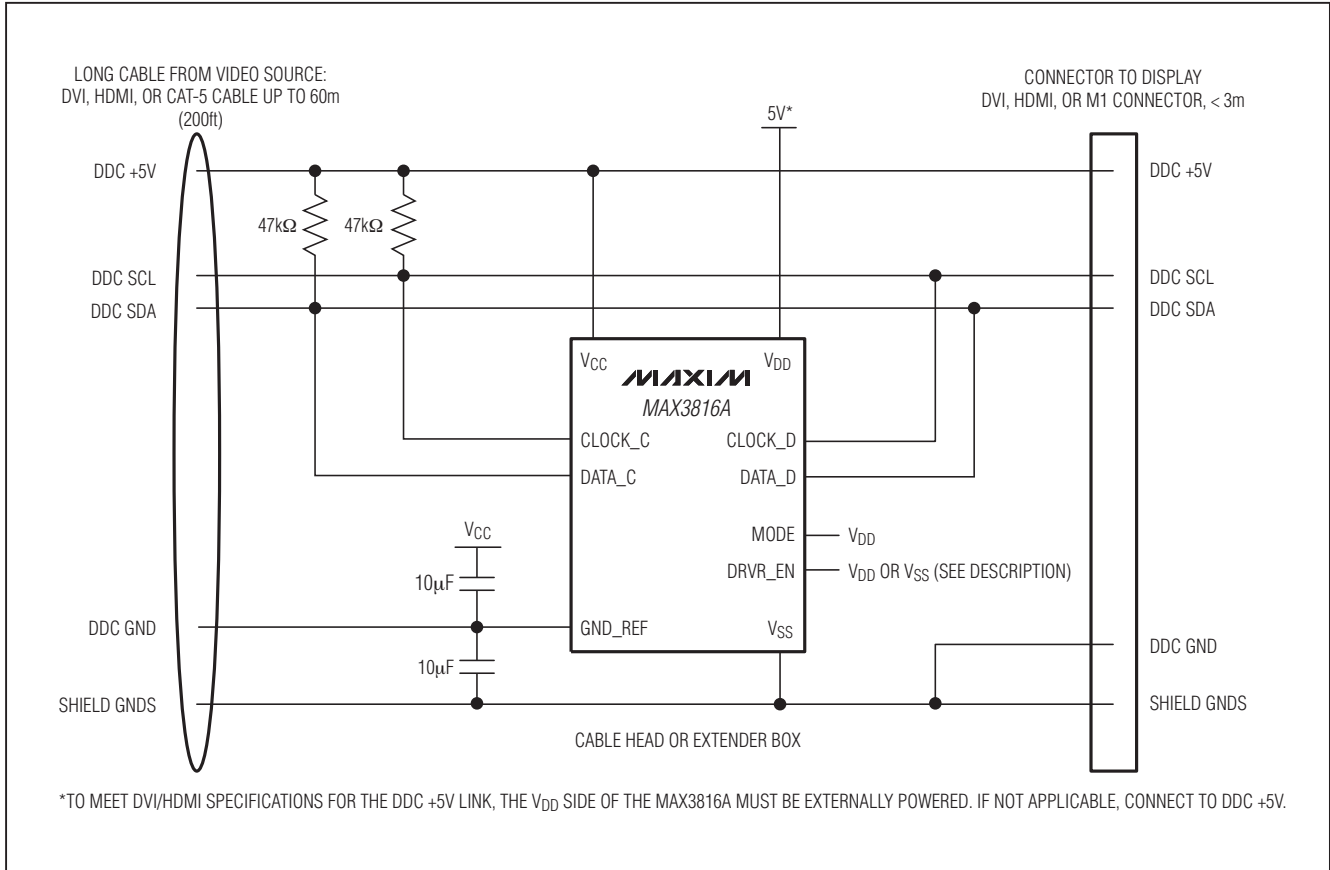 LONG CABLE FROM VIDEO SOURCE:
DVI, HDMI, OR CAT-5 CABLE UP TO 60m
(200ft)
CONNECTOR TO DISPLAY
DVI, HDMI, OR M1 CONNECTOR, < 3m
5V*
DDC +5V
DDC +5V
47kΩ
47kΩ
DDC SCL
DDC SCL
DDC SDA
DDC SDA
VCC
VDD
MAXIM
MAX3816A
CLOCK_C
CLOCK_D
DATA_C
DATA_D
MODE
VDD
VCC
DRVR_EN
VDD OR VSS (SEE DESCRIPTION)
10µF
DDC GND
GND_REF
VSS
DDC GND
10µF
SHIELD GNDS
SHIELD GNDS
CABLE HEAD OR EXTENDER BOX
*TO MEET DVI/HDMI SPECIFICATIONS FOR THE DDC +5V LINK, THE VDD SIDE OF THE MAX3816A MUST BE EXTERNALLY POWERED. IF NOT APPLICABLE, CONNECT TO DDC +5V.